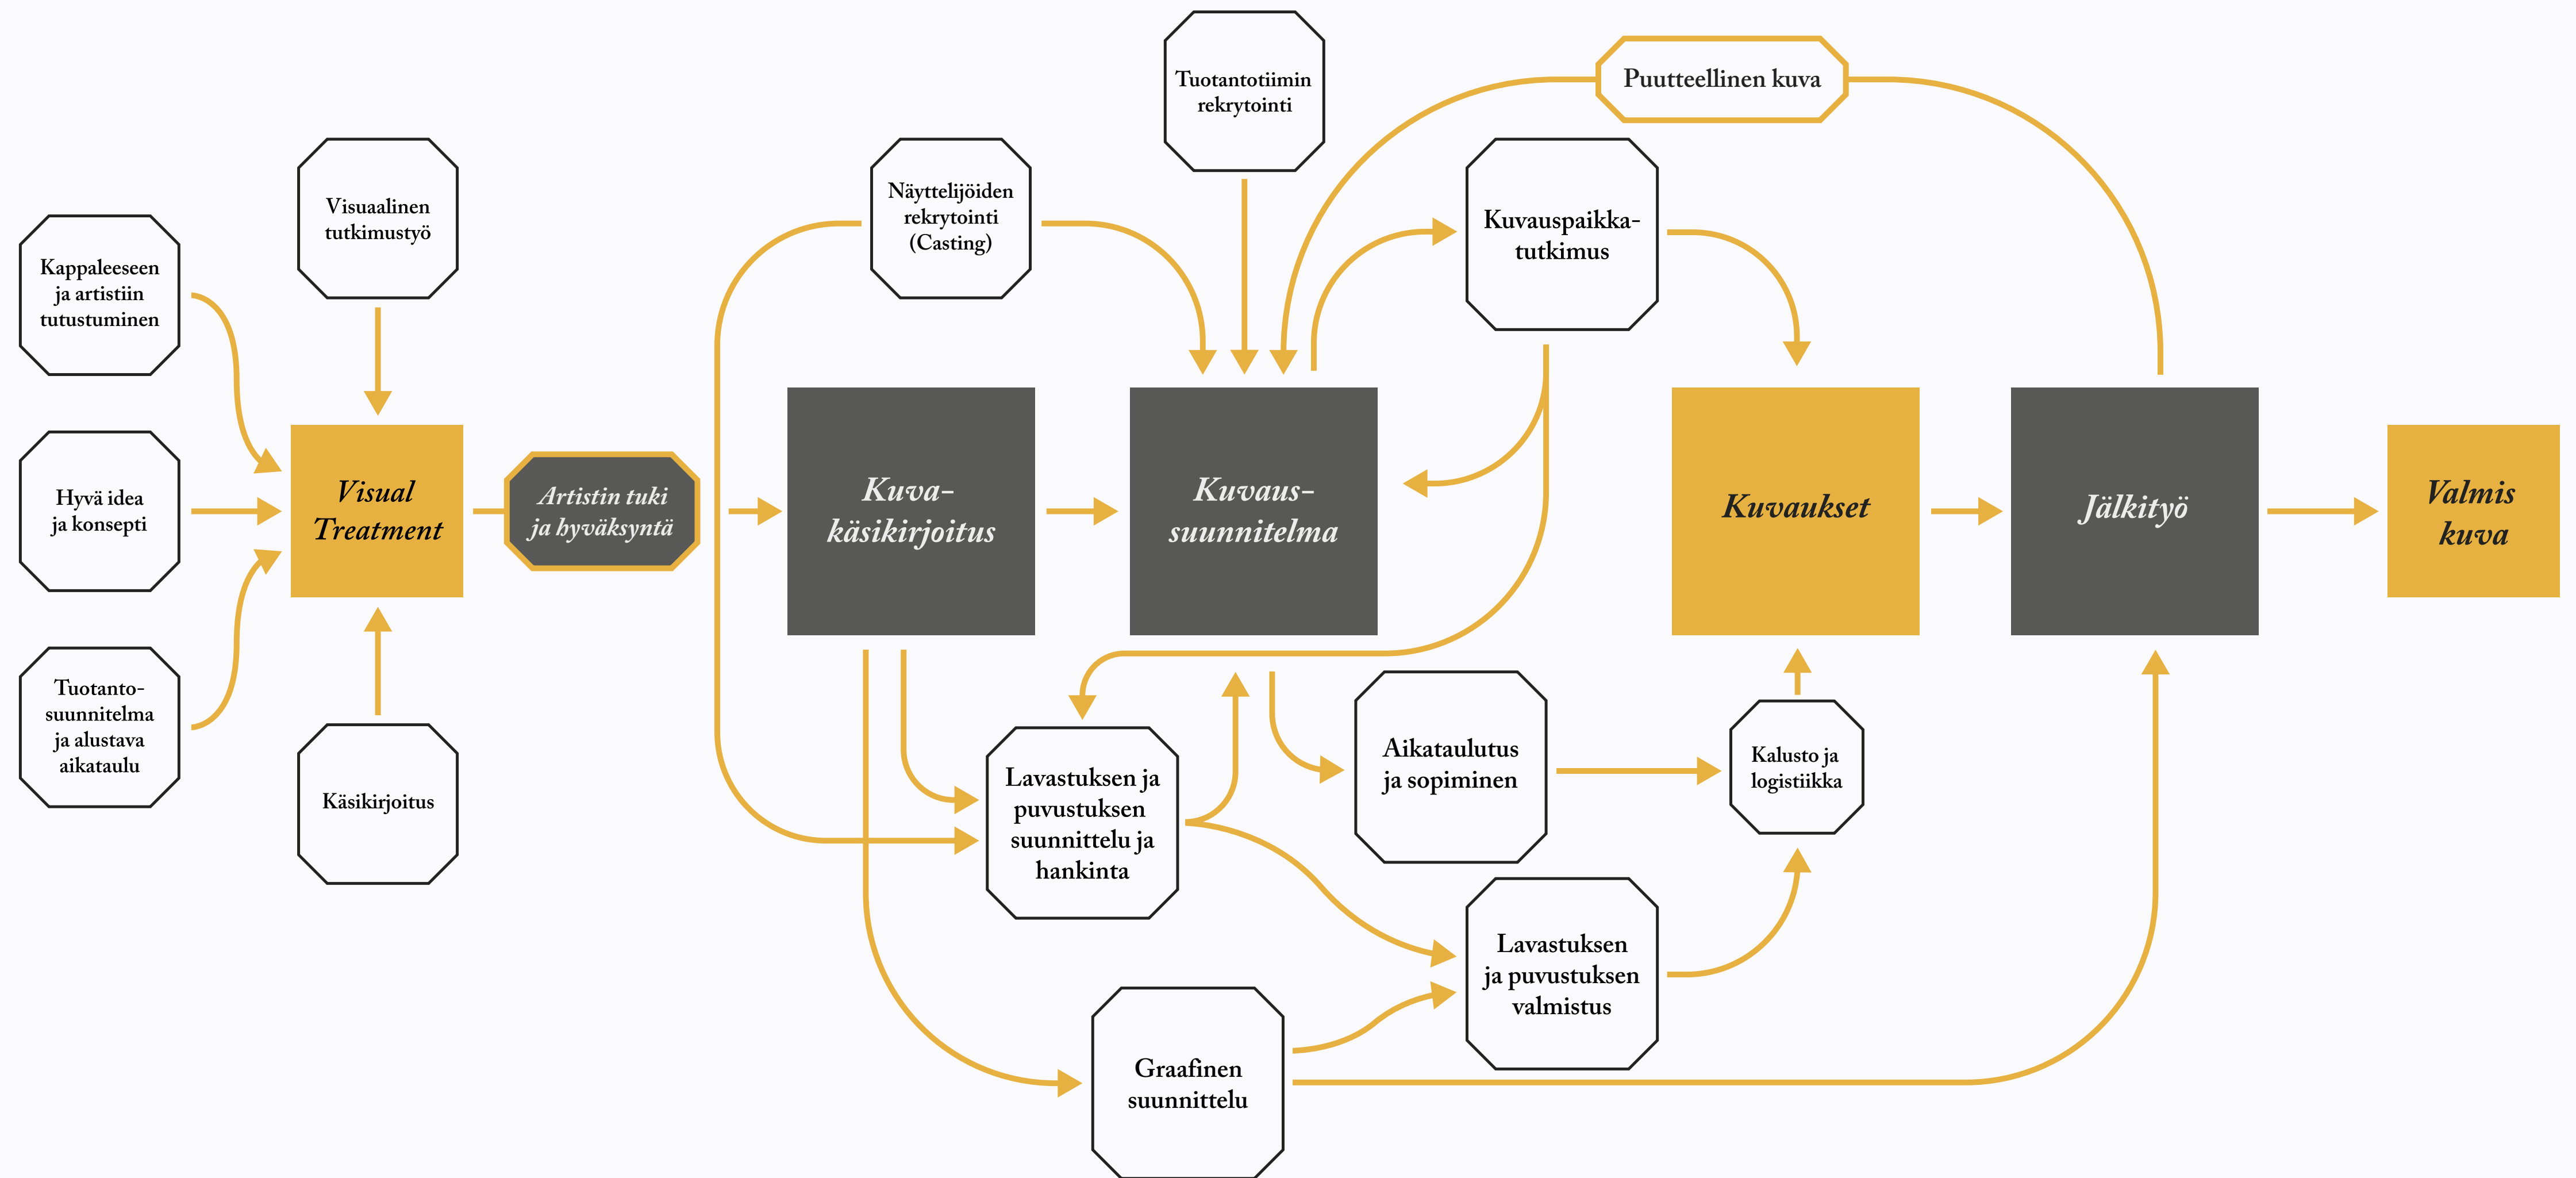 Kappaleeseen
ja artistiin
tutustuminen
Hyvä idea
ja konsepti
Tuotanto-
suunnitelma
ja alustava
aikataulu
Visuaalinen
tutkimustyö
Visual
Treatment
Käsikirjoitus
Artistin tuki
ja hyväksyntä
Näyttelijöiden
rekrytointi
(Casting)
Kuva-
käsikirjoitus
Tuotantotiimin
rekrytointi
Kuvaus-
suunnitelma
Lavastuksen ja
puvustuksen
suunnittelu ja
hankinta
Graafinen
suunnittelu
Puutteellinen kuva
Kuvauspaikka-
tutkimus
Aikataulutus
ja sopiminen
Lavastuksen
ja puvustuksen
valmistus
Kuvaukset
Kalusto ja
logistiikka
Jälkityö
Valmis
kuva